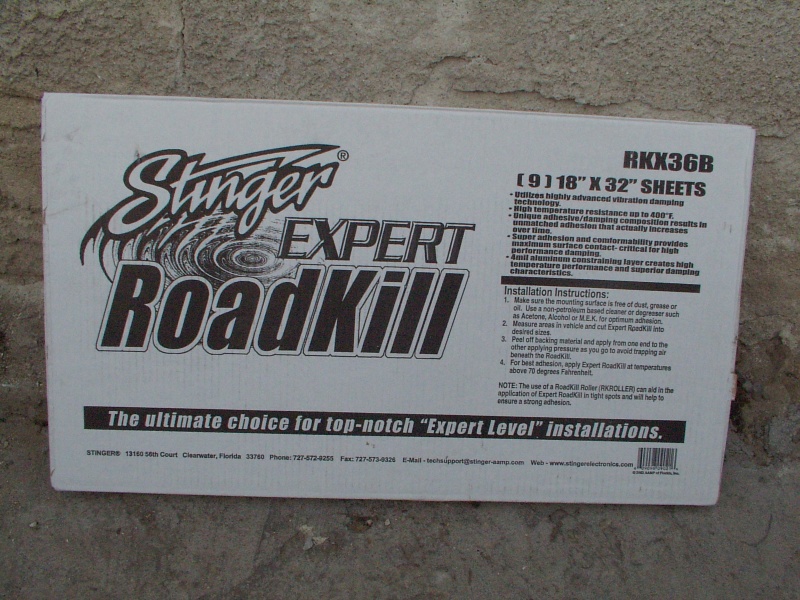 Stinger®
EXPERT
RoadKill
RKX36B
( 9 ) 18" X 32" SHEETS
• Utilizes highly advanced vibration damping
technology.
• High temperature resistance up to 400°F.
• Unique adhesive/damping composition results in
unmatched adhesion that actually increases
over time.
• Super adhesion and conformability provides
maximum surface contact- critical for high
performance damping.
• 4mil aluminum constraining layer creates high
temperature performance and superior damping
characteristics.
Installation Instructions:
1. Make sure the mounting surface is free of dust, grease or
oil. Use a non-petroleum based cleaner or degreaser such
as Acetone, Alcohol or M.E.K. for optimum adhesion.
2. Measure areas in vehicle and cut Expert RoadKill into
desired sizes.
3. Peel off backing material and apply from one end to the
other applying pressure as you go to avoid trapping air
beneath the RoadKill.
4. For best adhesion, apply Expert RoadKill at temperatures
above 70 degrees Fahrenheit.
NOTE: The use of a RoadKill Roller (RKROLLER) can aid in the
application of Expert RoadKill in tight spots and will help to
ensure a strong adhesion.
The ultimate choice for top-notch "Expert Level" installations.
STINGER® 13160 56th Court Clearwater, Florida 33760 Phone: 727-572-9255 Fax: 727-573-9326 E-Mail - techsupport@stinger-aamp.com Web - www.stingerelectronics.com